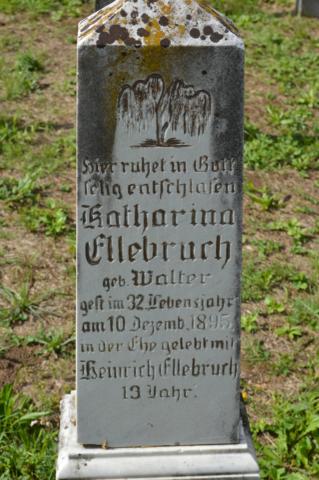 Hier ruhet in Gott
selig entschlafen
Katharina
Ellebruch
geb. Walter
gest im 32 Lebensjahr
am 10 Dezemb. 1895.
in der Ehe gelebt mit
Heinrich Ellebruch
13 Jahr.